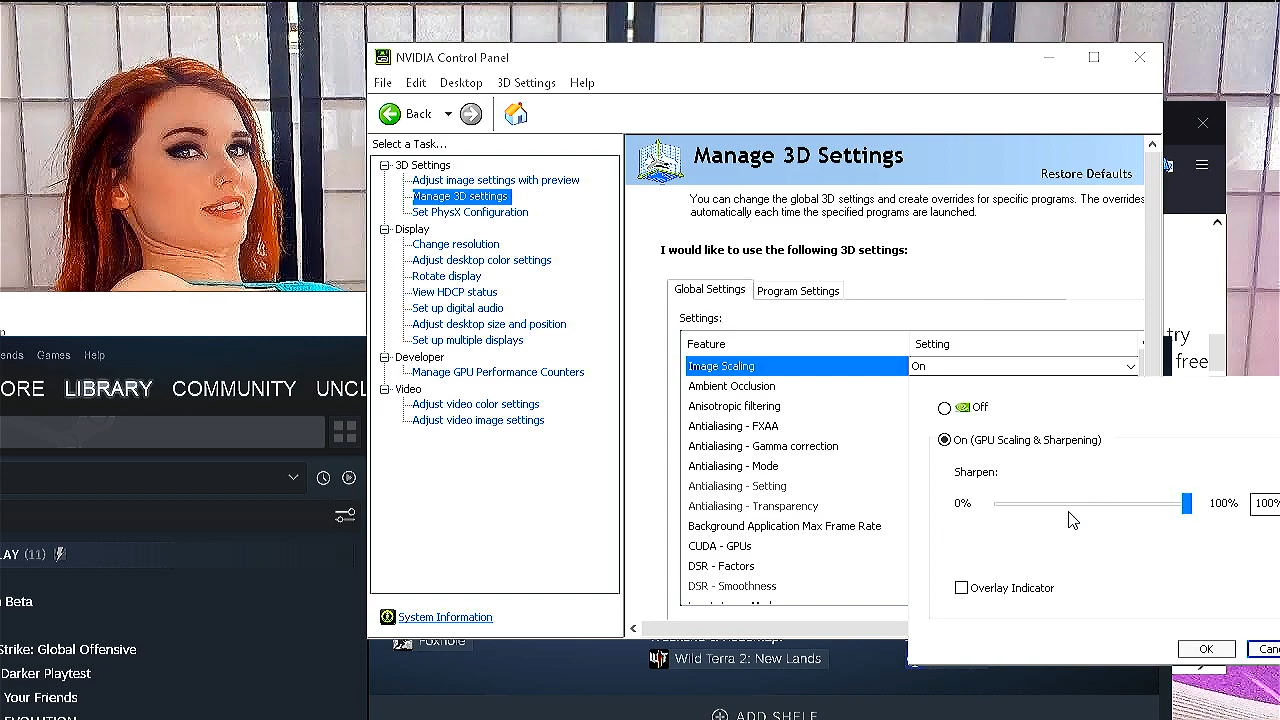 NVIDIA Control Panel
File Edit Desktop 3D Settings Help
Back
Select a Task...
3D Settings
Adjust image settings with preview
Manage 3D settings
Set PhysX Configuration
Display
Change resolution
Adjust desktop color settings
Rotate display
View HDCP status
Set up digital audio
Adjust desktop size and position
Set up multiple displays
Developer
Manage GPU Performance Counters
Video
Adjust video color settings
Adjust video image settings
System Information
Manage 3D Settings
Restore Defaults
You can change the global 3D settings and create overrides for specific programs. The overrides
automatically each time the specified programs are launched.
I would like to use the following 3D settings:
Global Settings Program Settings
Settings:
Feature Setting
Image Scaling On
Ambient Occlusion
Anisotropic filtering
Antialiasing - FXAA
Antialiasing - Gamma correction
Antialiasing - Mode
Antialiasing - Setting
Antialiasing - Transparency
Background Application Max Frame Rate
CUDA - GPUs
DSR - Factors
DSR - Smoothness
Off
On (GPU Scaling & Sharpening)
Sharpen:
0% 100% 100%
Overlay Indicator
OK Canc
try
free
p
ends Games Help
ORE LIBRARY COMMUNITY UNCL
LAY (11)
n Beta
Strike: Global Offensive
Darker Playtest
Your Friends
EVOLUTION
Foxhole
Wild Terra 2: New Lands
ADD SHELF